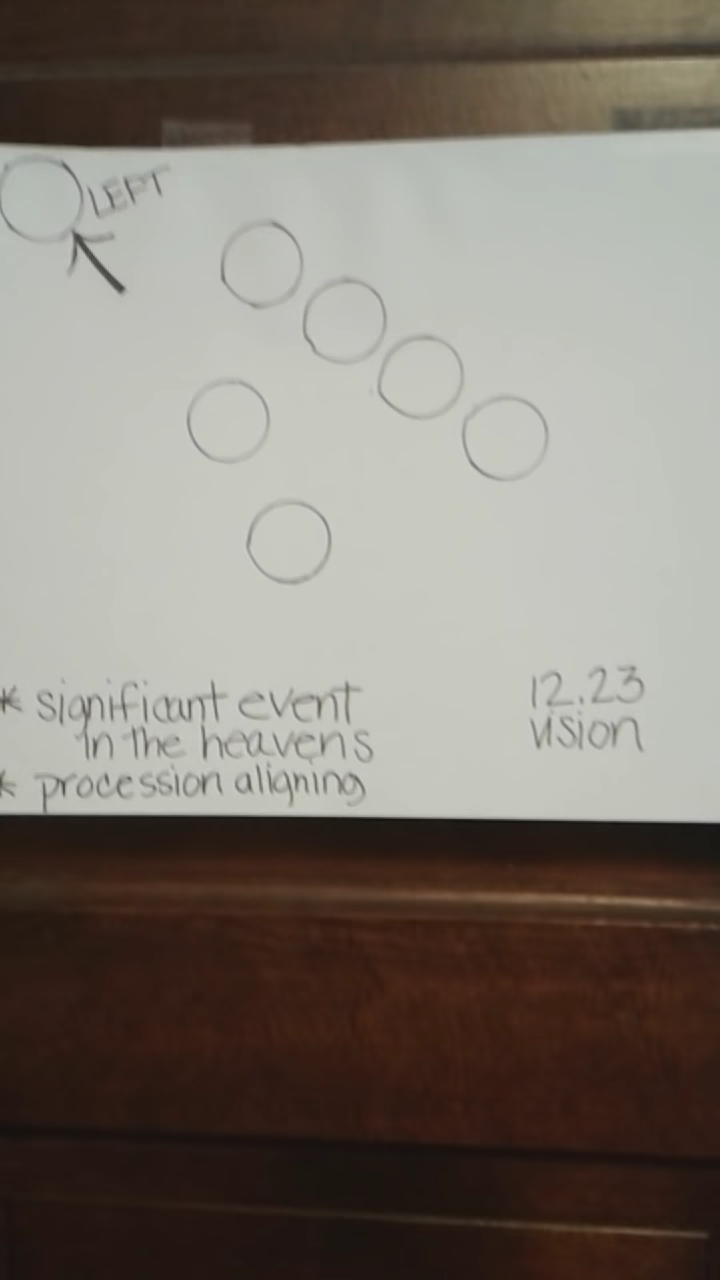 LEFT
* significant event
in the heavens
* procession aligning
12.23
vision